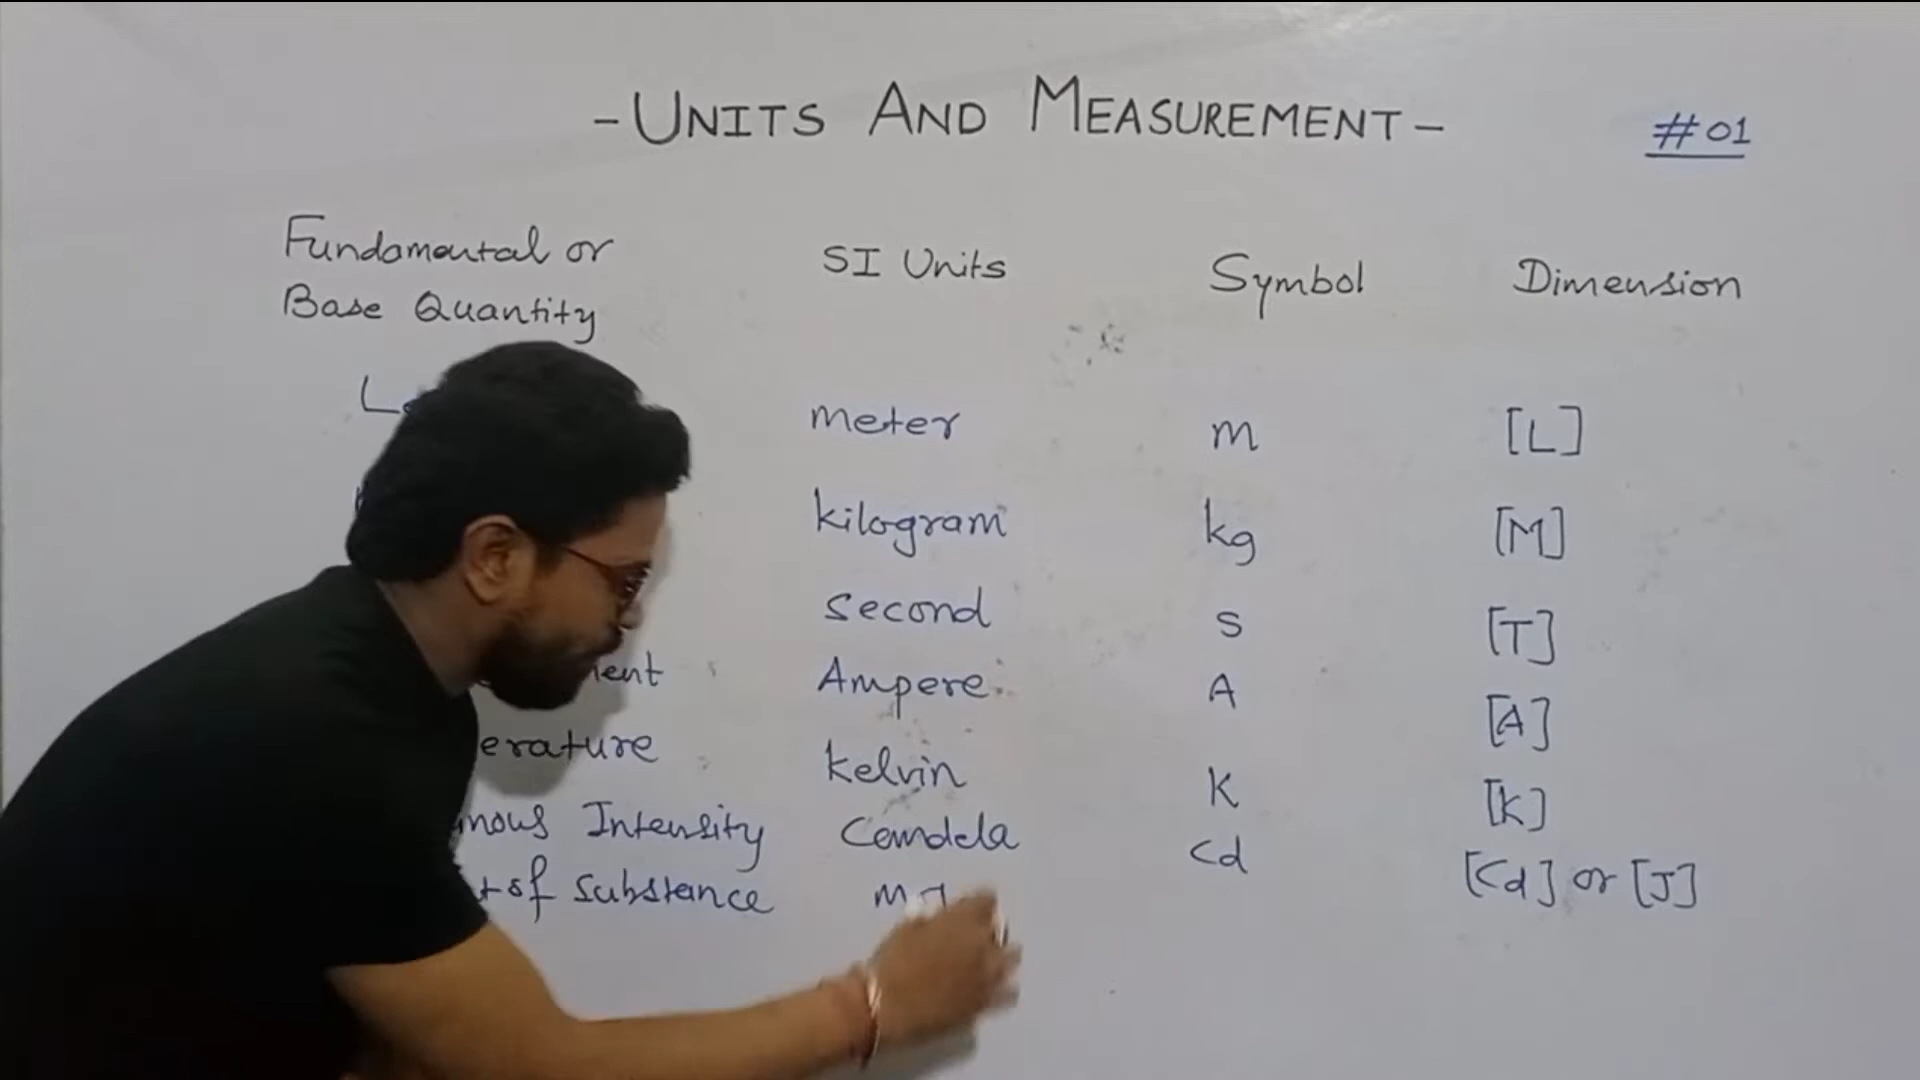 - UNITS AND MEASUREMENT -
#01
Fundamental or
Base Quantity
SI Units
Symbol
Dimension
meter m [L]
kilogram kg [M]
second s [T]
Ampere A [A]
erature kelvin K [K]
Intensity Candela Cd [Cd] or [J]
of Substance